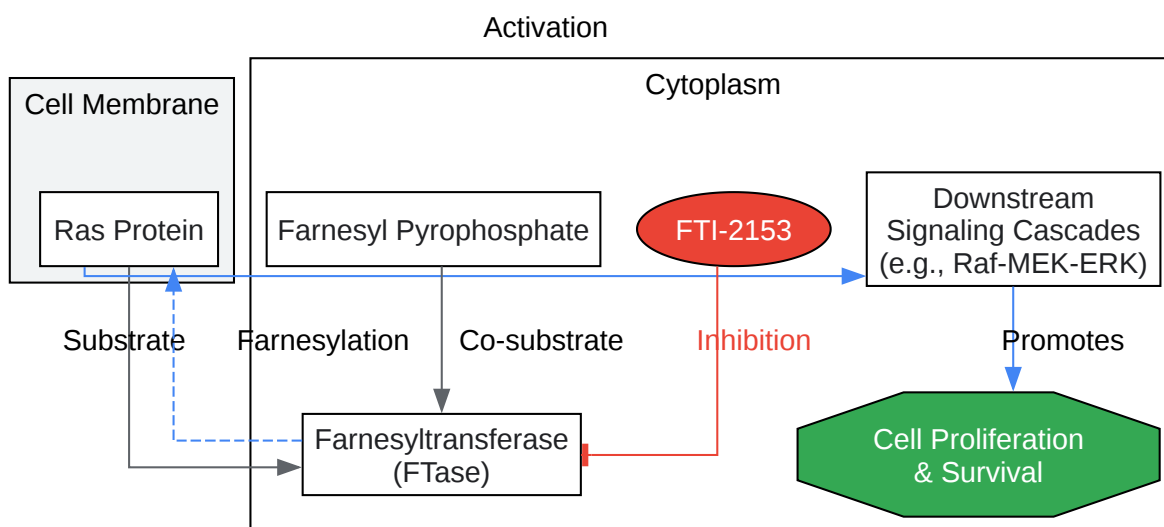 Activation
Cytoplasm
Cell Membrane
Ras Protein
Farnesyl Pyrophosphate
FTI-2153
Downstream
Signaling Cascades
(e.g., Raf-MEK-ERK)
Substrate
Farnesylation
Co-substrate
Inhibition
Promotes
Farnesyltransferase
(FTase)
Cell Proliferation
& Survival